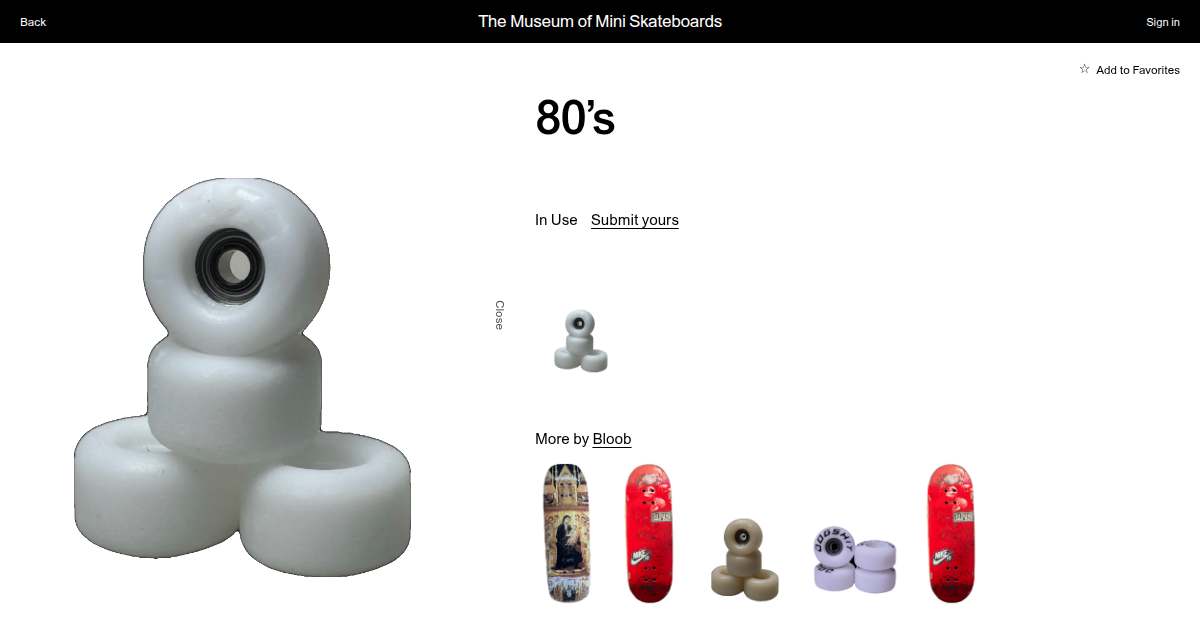 Back
The Museum of Mini Skateboards
Sign in
☆ Add to Favorites
80’s
In Use Submit yours
Close
More by Bloob